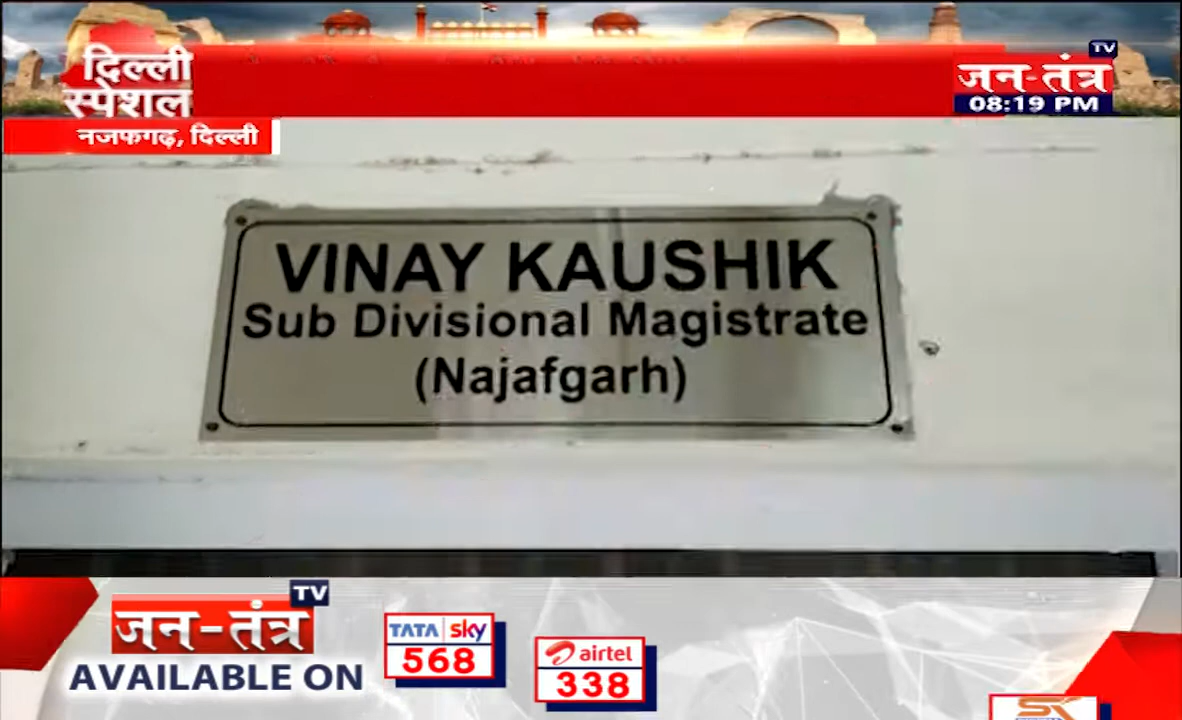 दिल्ली
स्पेशल
TV
जन-तंत्र
08:19 PM
नजफगढ़, दिल्ली
VINAY KAUSHIK
Sub Divisional Magistrate
(Najafgarh)
TV
जन-तंत्र
AVAILABLE ON
TATA sky
568
airtel
338
SK